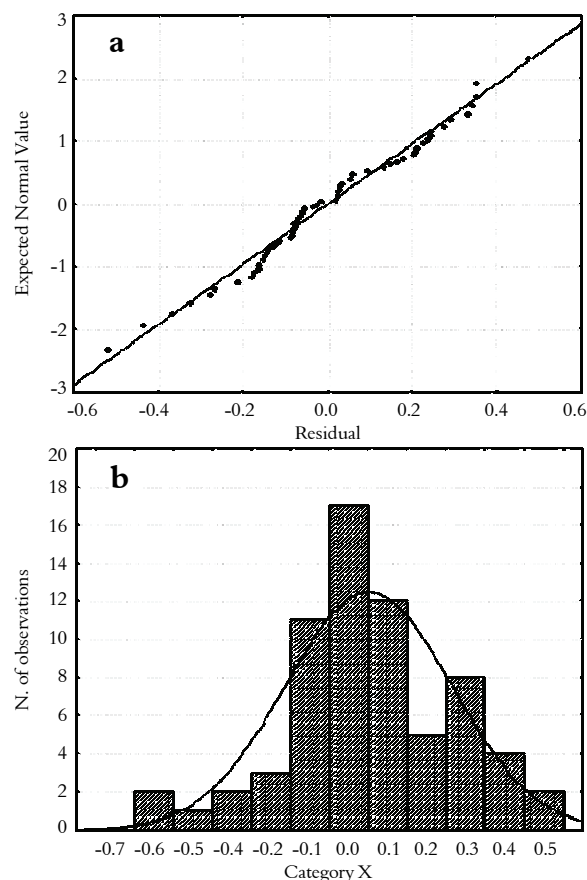 a
Expected Normal Value
3
2
1
0
-1
-2
-3
-0.6 -0.4 -0.2 0.0 0.2 0.4 0.6
Residual
b
N. of observations
20
18
16
14
12
10
8
6
4
2
0
-0.7 -0.6 -0.5 -0.4 -0.2 -0.1 0.0 0.1 0.2 0.3 0.4 0.5
Category X